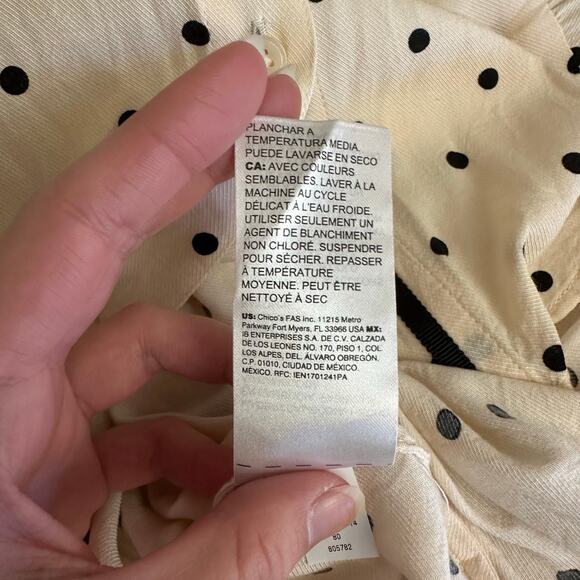 PLANCHAR A
TEMPERATURA MEDIA.
PUEDE LAVARSE EN SECO
CA: AVEC COULEURS
SEMBLABLES. LAVER À LA
MACHINE AU CYCLE
DÉLICAT À L'EAU FROIDE.
UTILISER SEULEMENT UN
AGENT DE BLANCHIMENT
NON CHLORÉ. SUSPENDRE
POUR SÉCHER. REPASSER
À TEMPÉRATURE
MOYENNE. PEUT ÊTRE
NETTOYÉ À SEC
US: Chico's FAS Inc. 11215 Metro
Parkway Fort Myers, FL 33966 USA MX:
IB ENTERPRISES S.A. DE C.V. CALZADA
DE LOS LEONES NO. 170, PISO 1, COL.
LOS ALPES, DEL. ÁLVARO OBREGÓN.
C.P. 01010, CIUDAD DE MÉXICO.
MÉXICO. RFC: IEN1701241PA
80
805782